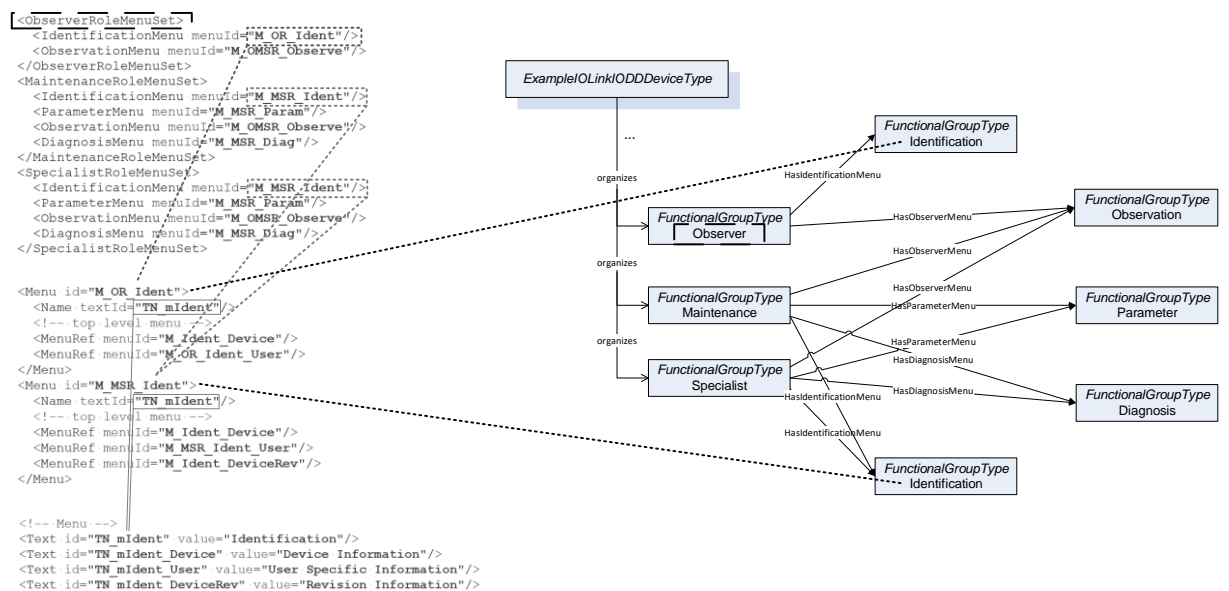 <ObserverRoleMenuSet>
<IdentificationMenu menuId="M_OR_Ident"/>
<ObservationMenu menuId="M_OMSR_Observe"/>
</ObserverRoleMenuSet>
<MaintenanceRoleMenuSet>
<IdentificationMenu menuId="M_MSR_Ident"/>
<ParameterMenu menuId="M_MSR_Param"/>
<ObservationMenu menuId="M_OMSR_Observe"/>
<DiagnosisMenu menuId="M_MSR_Diag"/>
</MaintenanceRoleMenuSet>
<SpecialistRoleMenuSet>
<IdentificationMenu menuId="M_MSR_Ident"/>
<ParameterMenu menuId="M_MSR_Param"/>
<ObservationMenu menuId="M_OMSR_Observe"/>
<DiagnosisMenu menuId="M_MSR_Diag"/>
</SpecialistRoleMenuSet>
<Menu id="M_OR_Ident">
<Name textId="TN_mIdent"/>
<!-- top level menu -->
<MenuRef menuId="M_Ident_Device"/>
<MenuRef menuId="M_OR_Ident_User"/>
</Menu>
<Menu id="M_MSR_Ident">
<Name textId="TN_mIdent"/>
<!-- top level menu -->
<MenuRef menuId="M_Ident_Device"/>
<MenuRef menuId="M_MSR_Ident_User"/>
<MenuRef menuId="M_Ident_DeviceRev"/>
</Menu>
<!-- Menu -->
<Text id="TN_mIdent" value="Identification"/>
<Text id="TN_mIdent_Device" value="Device Information"/>
<Text id="TN_mIdent_User" value="User Specific Information"/>
<Text id="TN_mIdent_DeviceRev" value="Revision Information"/>
ExampleIOLinkIODDDeviceType
...
organizes
organizes
organizes
FunctionalGroupType
Observer
FunctionalGroupType
Maintenance
FunctionalGroupType
Specialist
FunctionalGroupType
Identification
HasIdentificationMenu
HasObserverMenu
HasObserverMenu
HasObserverMenu
HasParameterMenu
HasParameterMenu
HasDiagnosisMenu
HasDiagnosisMenu
HasIdentificationMenu
HasIdentificationMenu
FunctionalGroupType
Observation
FunctionalGroupType
Parameter
FunctionalGroupType
Diagnosis
FunctionalGroupType
Identification